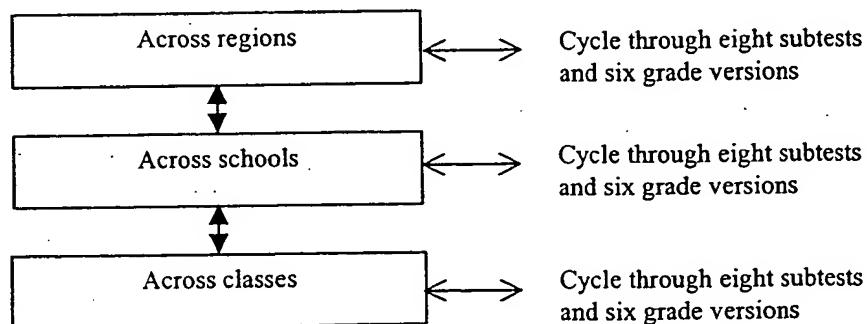 Across regions
Cycle through eight subtests
and six grade versions
Across schools
Cycle through eight subtests
and six grade versions
Across classes
Cycle through eight subtests
and six grade versions